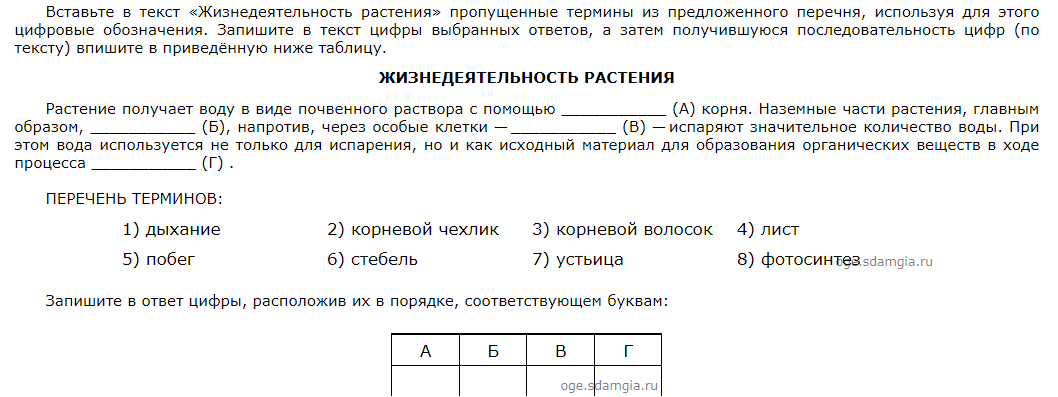 Вставьте в текст «Жизнедеятельность растения» пропущенные термины из предложенного перечня, используя для этого
цифровые обозначения. Запишите в текст цифры выбранных ответов, а затем получившуюся последовательность цифр (по
тексту) впишите в приведённую ниже таблицу.
ЖИЗНЕДЕЯТЕЛЬНОСТЬ РАСТЕНИЯ
Растение получает воду в виде почвенного раствора с помощью ___________ (А) корня. Наземные части растения, главным
образом, ___________ (Б), напротив, через особые клетки — ___________ (В) — испаряют значительное количество воды. При
этом вода используется не только для испарения, но и как исходный материал для образования органических веществ в ходе
процесса ___________ (Г) .
ПЕРЕЧЕНЬ ТЕРМИНОВ:
1) дыхание 2) корневой чехлик 3) корневой волосок 4) лист
5) побег 6) стебель 7) устьица 8) фотосинтез
oge.sdamgia.ru
Запишите в ответ цифры, расположив их в порядке, соответствующем буквам:
А Б В Г
oge.sdamgia.ru